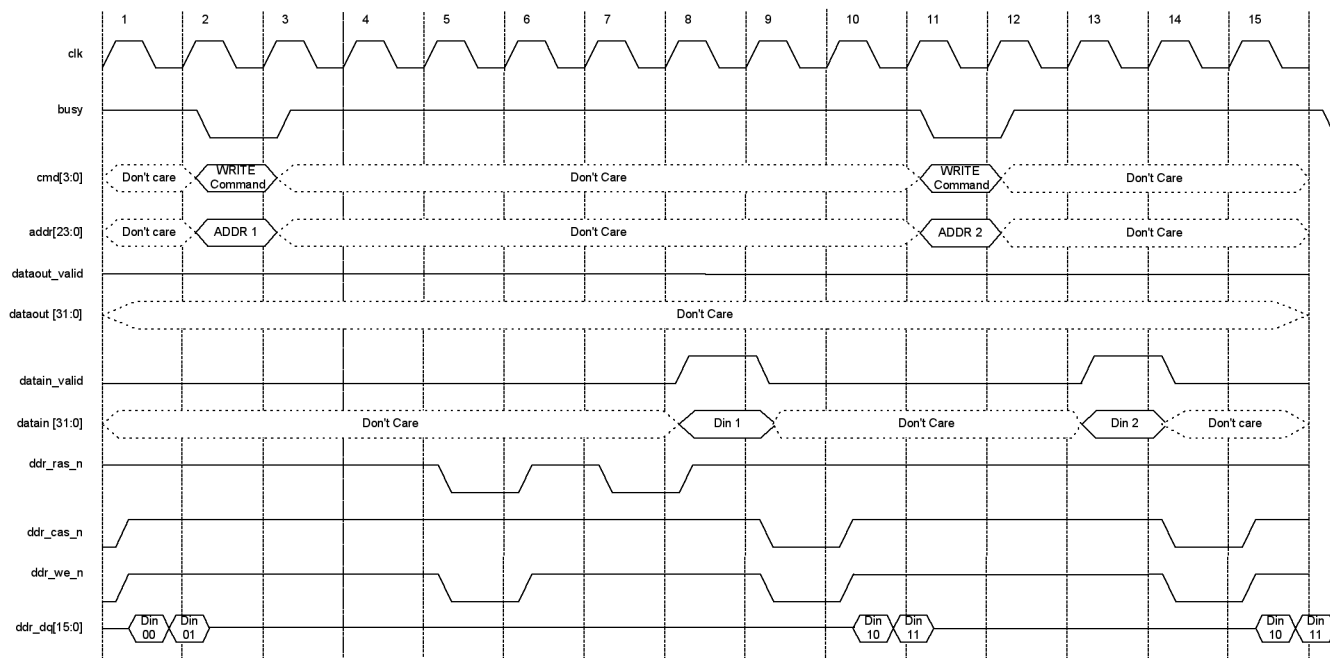 1 2 3 4 5 6 7 8 9 10 11 12 13 14 15
clk
busy
cmd[3:0] Don't care WRITE Command Don't Care WRITE Command Don't Care
addr[23:0] Don't care ADDR 1 Don't Care ADDR 2 Don't Care
dataout_valid
dataout [31:0] Don't Care
datain_valid
datain [31:0] Don't Care Din 1 Don't Care Din 2 Don't care
ddr_ras_n
ddr_cas_n
ddr_we_n
ddr_dq[15:0] Din 00 Din 01 Din 10 Din 11 Din 10 Din 11